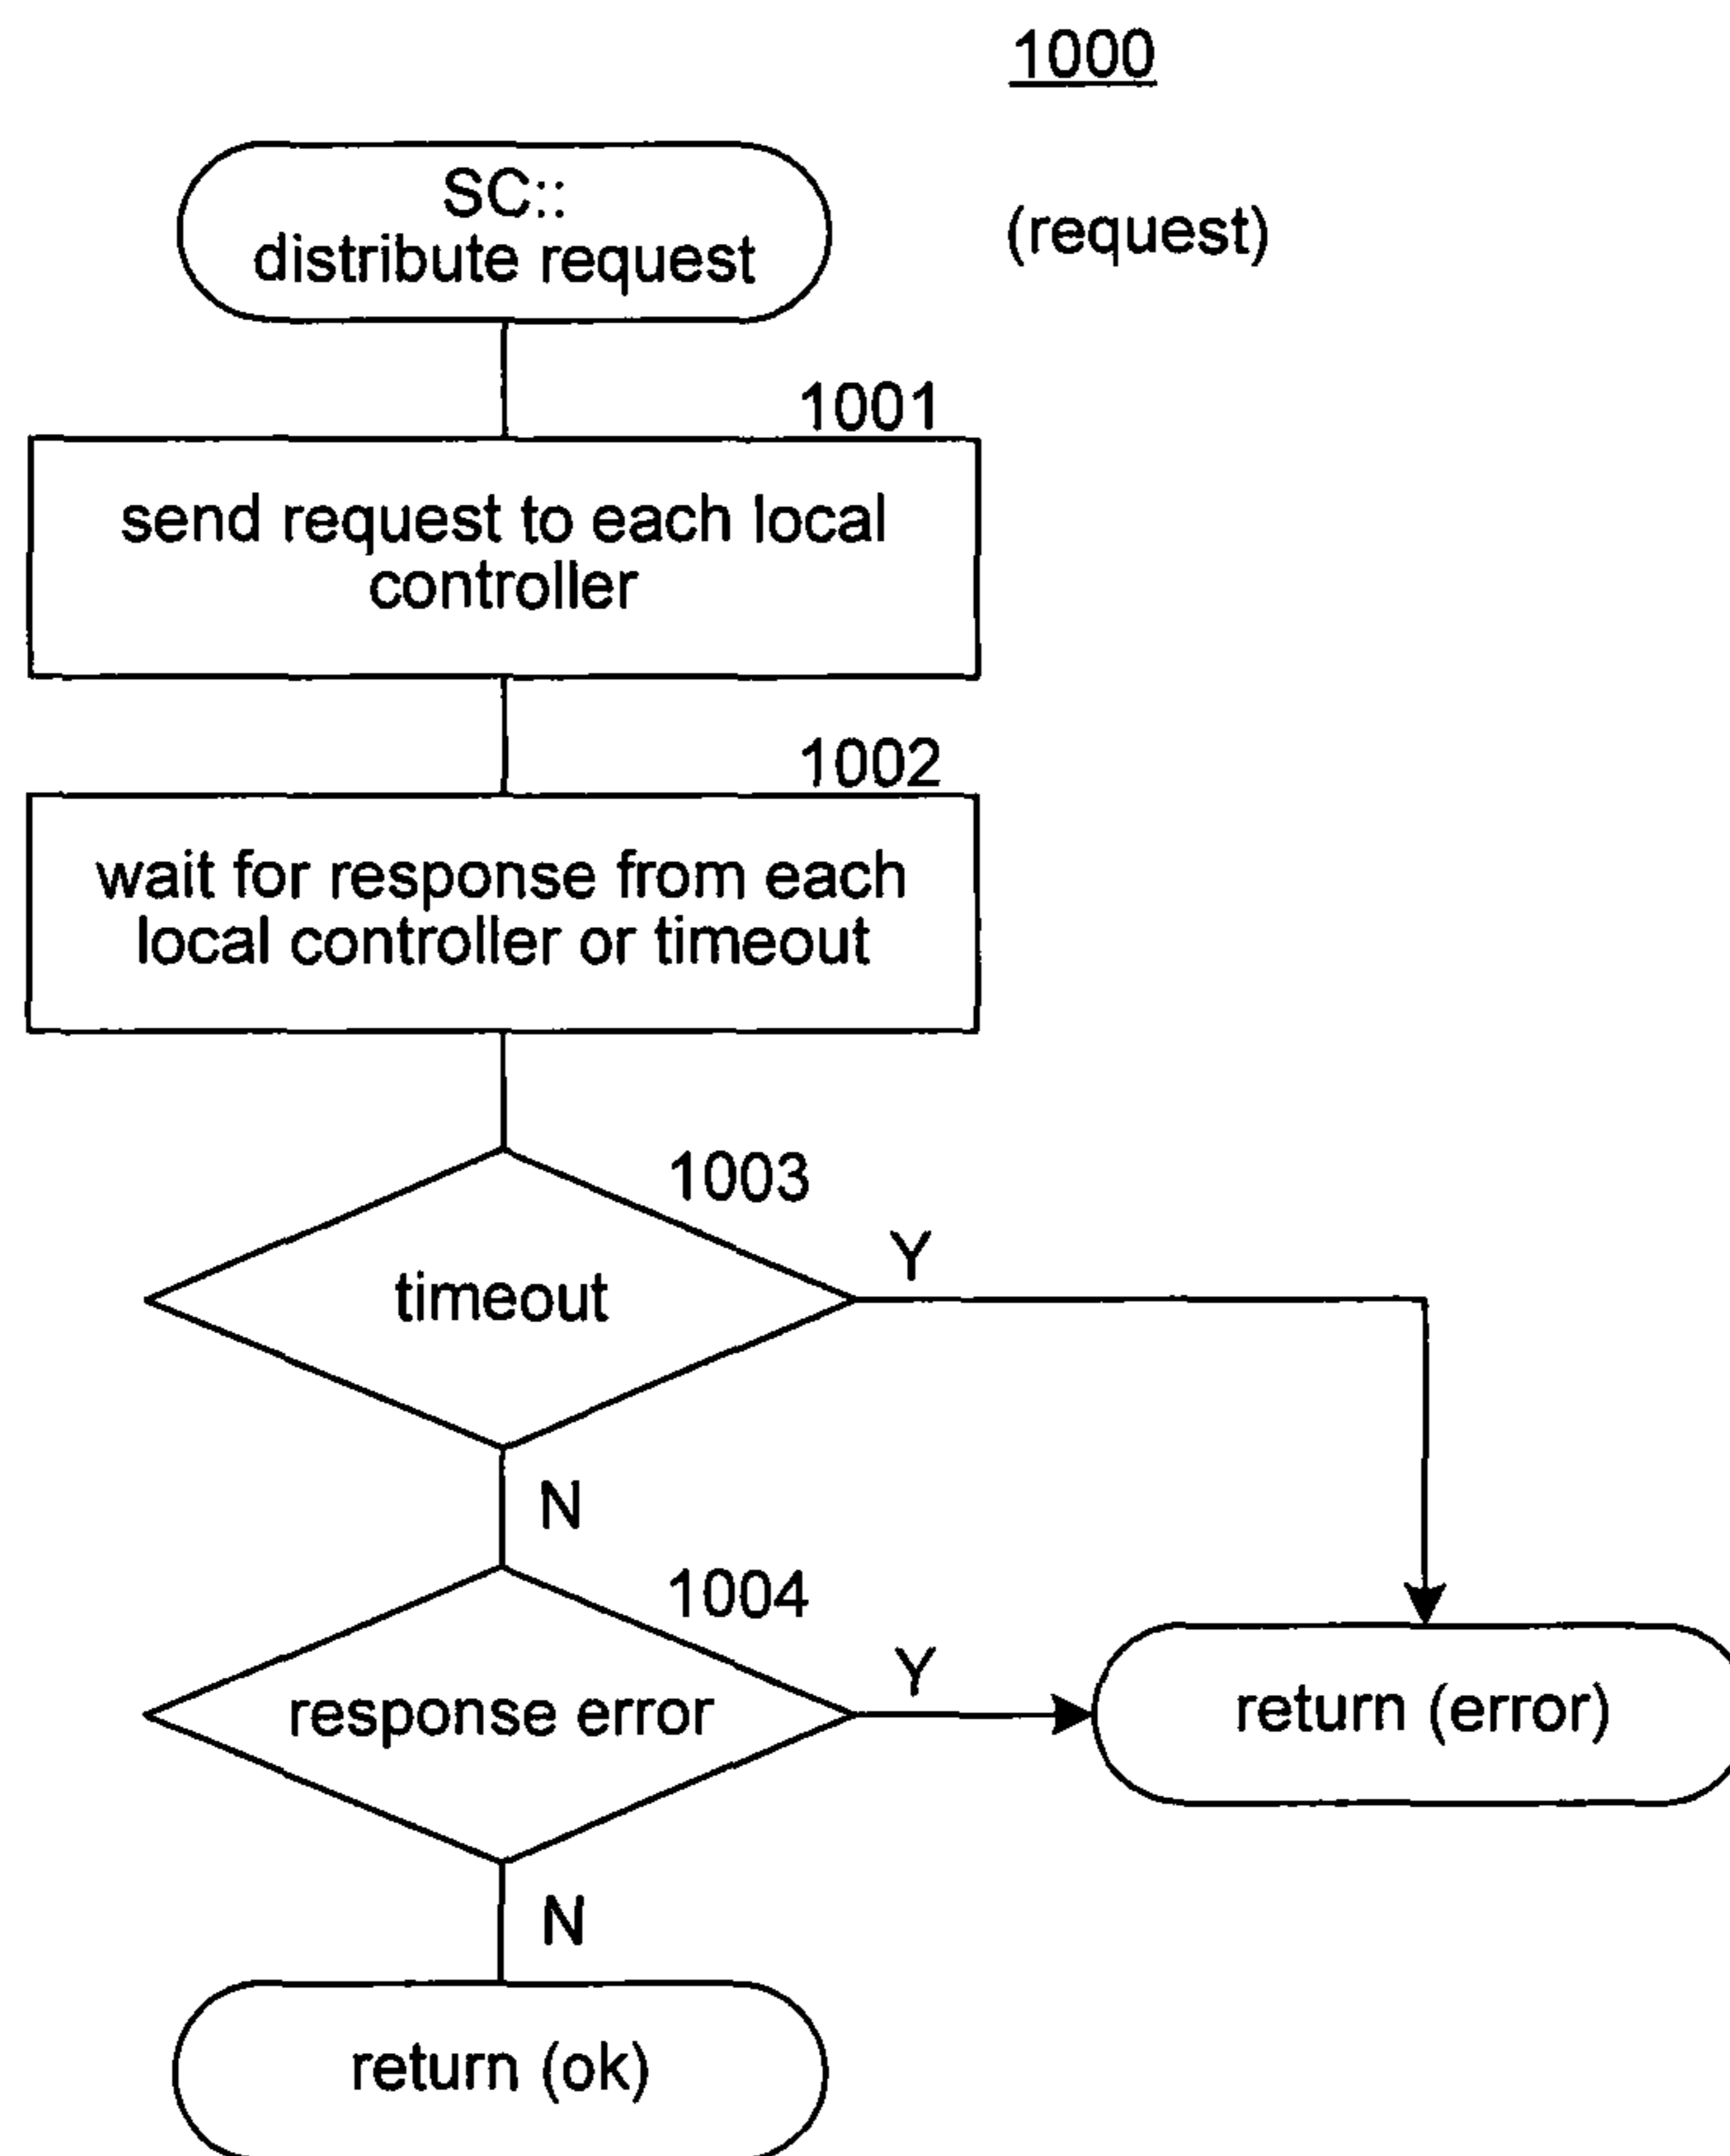 1000
SC::
distribute request
(request)
1001
send request to each local
controller
1002
wait for response from each
local controller or timeout
1003
timeout
Y
N
1004
response error
Y
return (error)
N
return (ok)